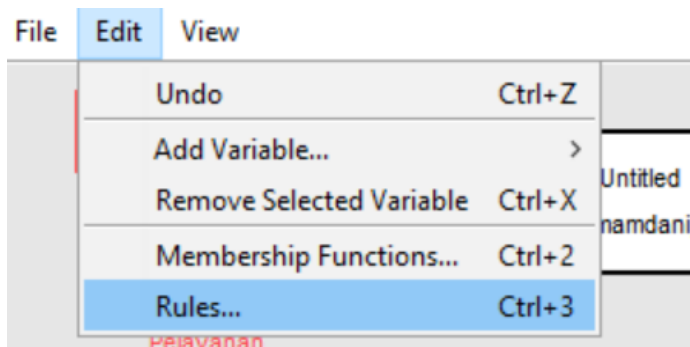 File Edit View
Undo Ctrl+Z
Add Variable... >
Remove Selected Variable Ctrl+X
Membership Functions... Ctrl+2
Rules... Ctrl+3
Untitled
mamdani
Pelayanan